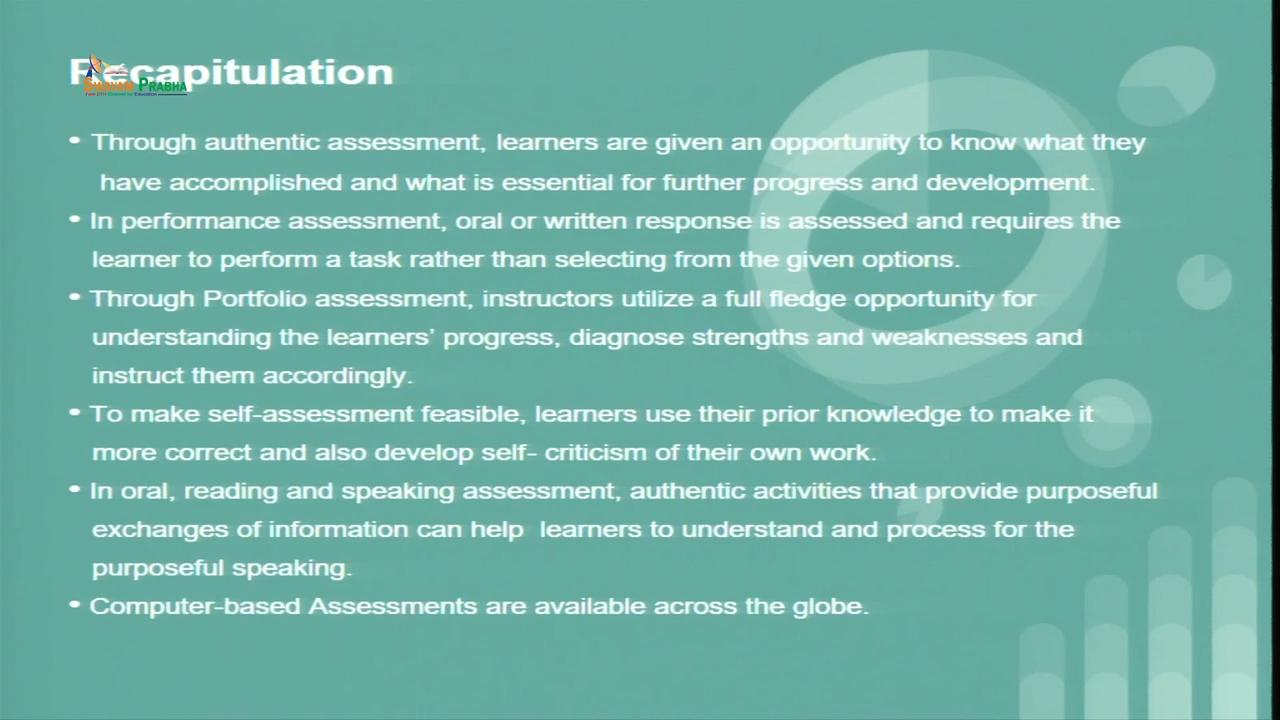 Recapitulation
SWAYAM PRABHA
• Through authentic assessment, learners are given an opportunity to know what they
have accomplished and what is essential for further progress and development.
• In performance assessment, oral or written response is assessed and requires the
learner to perform a task rather than selecting from the given options.
• Through Portfolio assessment, instructors utilize a full fledge opportunity for
understanding the learners’ progress, diagnose strengths and weaknesses and
instruct them accordingly.
• To make self-assessment feasible, learners use their prior knowledge to make it
more correct and also develop self- criticism of their own work.
• In oral, reading and speaking assessment, authentic activities that provide purposeful
exchanges of information can help learners to understand and process for the
purposeful speaking.
• Computer-based Assessments are available across the globe.